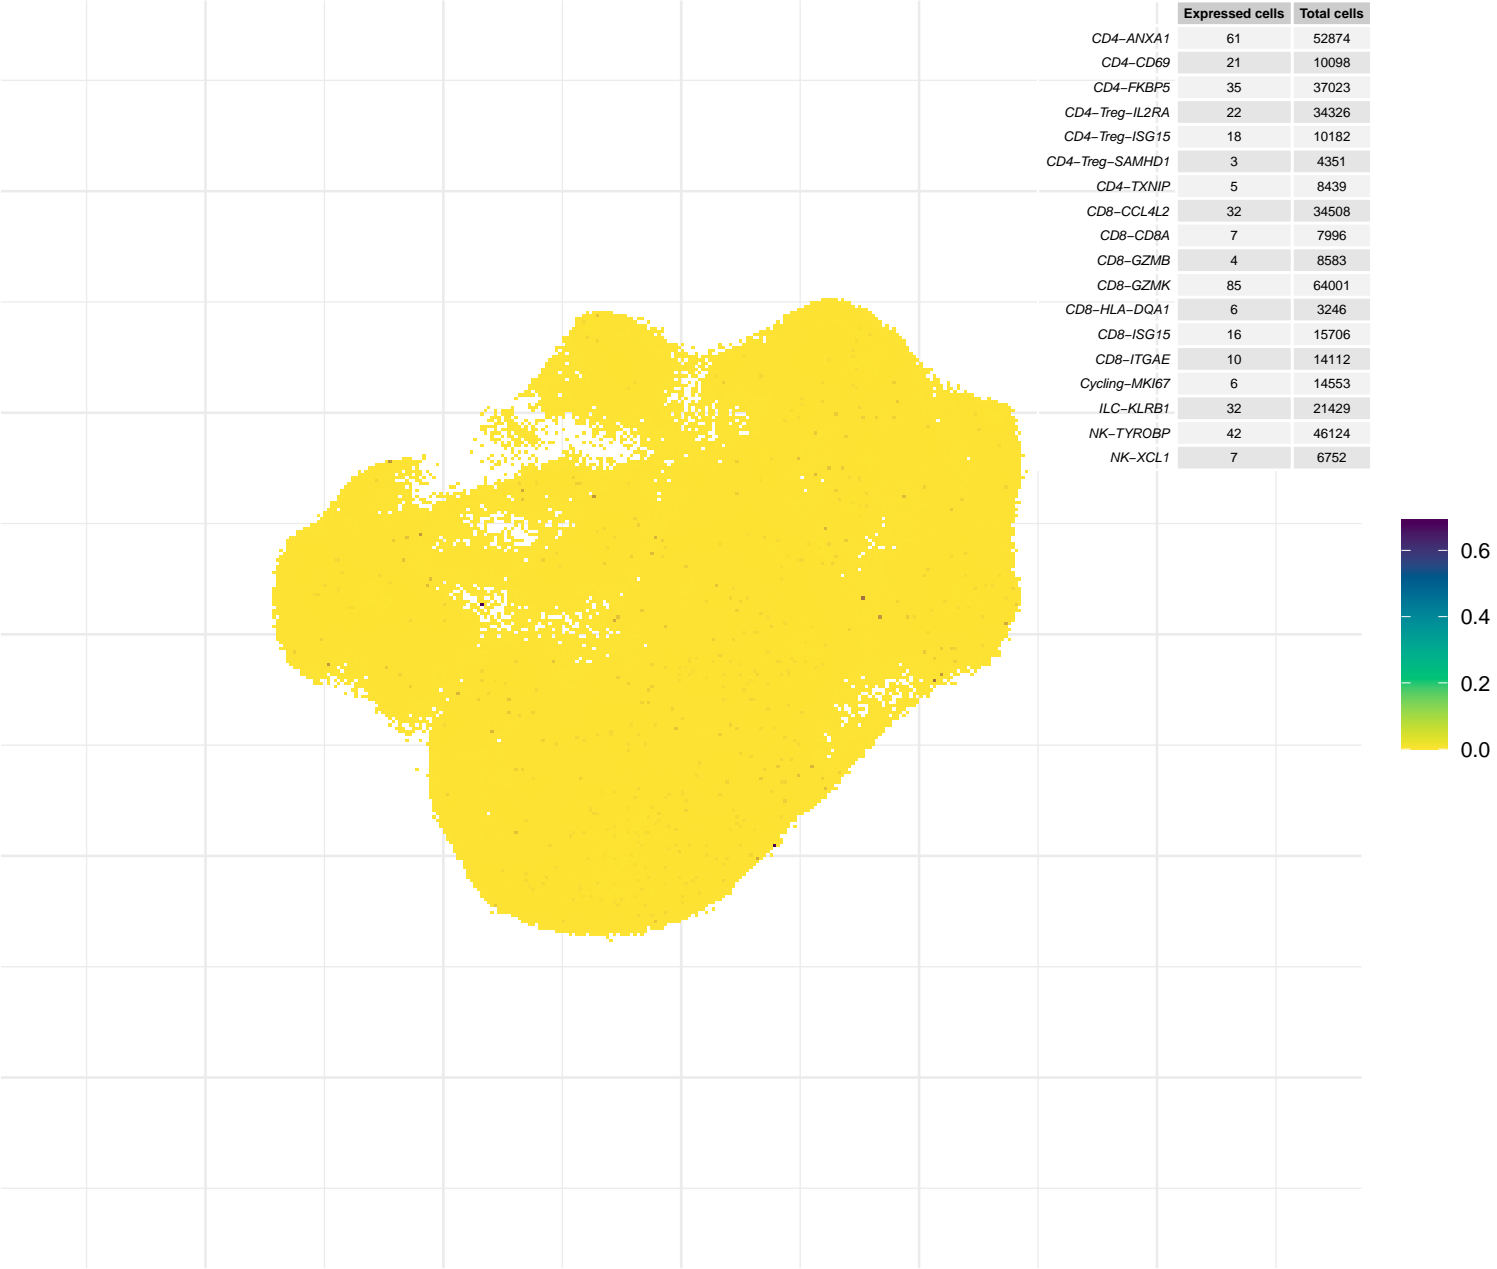 Expressed cells Total cells
CD4−ANXA1 61 52874
CD4−CD69 21 10098
CD4−FKBP5 35 37023
CD4−Treg−IL2RA 22 34326
CD4−Treg−ISG15 18 10182
CD4−Treg−SAMHD1 3 4351
CD4−TXNIP 5 8439
CD8−CCL4L2 32 34508
CD8−CD8A 7 7996
CD8−GZMB 4 8583
CD8−GZMK 85 64001
CD8−HLA−DQA1 6 3246
CD8−ISG15 16 15706
CD8−ITGAE 10 14112
Cycling−MKI67 6 14553
ILC−KLRB1 32 21429
NK−TYROBP 42 46124
NK−XCL1 7 6752
0.6
0.4
0.2
0.0